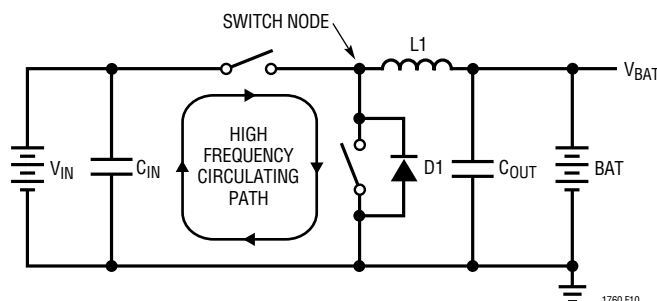 SWITCH NODE
L1
V_BAT
HIGH
FREQUENCY
CIRCULATING
PATH
V_IN
C_IN
D1
C_OUT
BAT
1760 F10